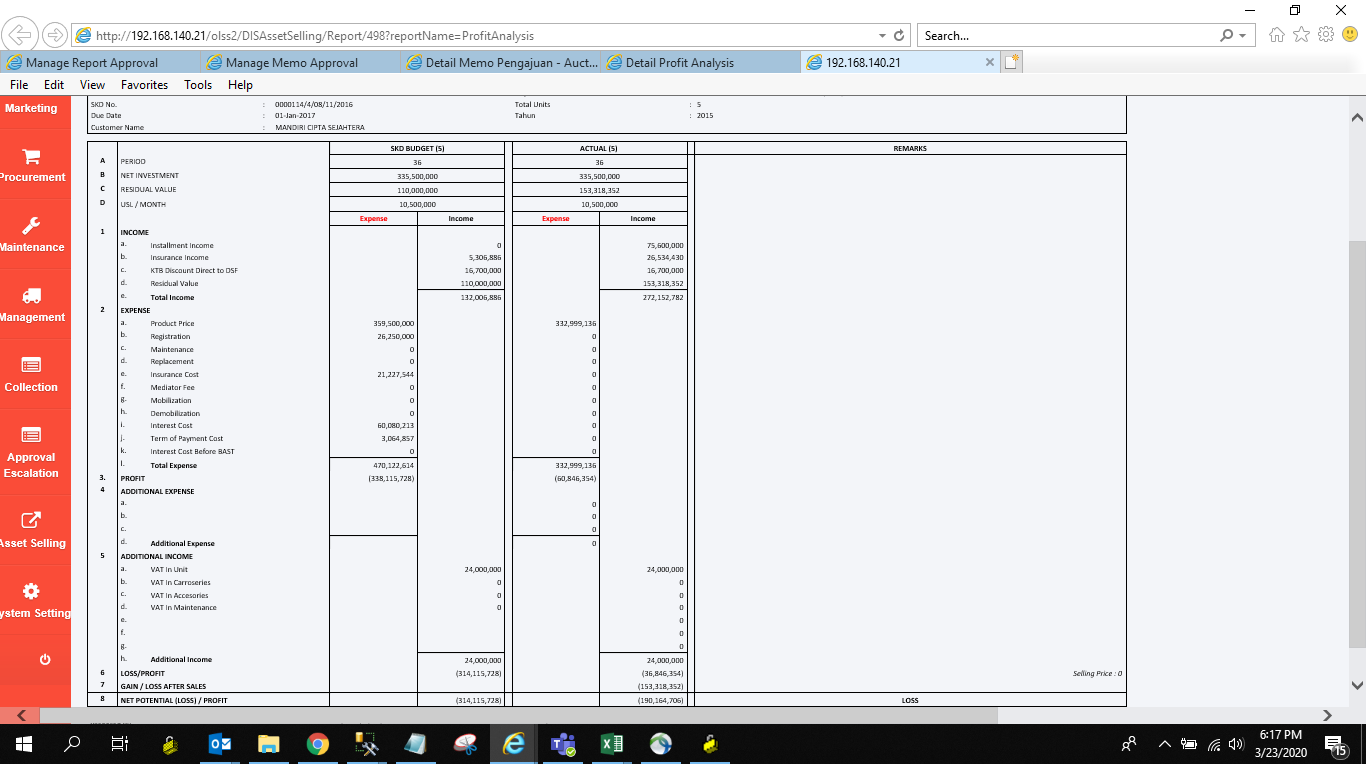 http://192.168.140.21/olss2/DISAssetSelling/Report/498?reportName=ProfitAnalysis Search...
Manage Report Approval Manage Memo Approval Detail Memo Pengajuan - Auct... Detail Profit Analysis 192.168.140.21
File Edit View Favorites Tools Help
Marketing
Procurement
Maintenance
Management
Collection
Approval
Escalation
Asset Selling
ystem Setting
SKD No. : 0000114/4/08/11/2016 Total Units : 5
Due Date : 01-Jan-2017 Tahun : 2015
Customer Name : MANDIRI CIPTA SEJAHTERA
SKD BUDGET (5) ACTUAL (5) REMARKS
A PERIOD 36 36
B NET INVESTMENT 335,500,000 335,500,000
C RESIDUAL VALUE 110,000,000 153,318,352
D USL / MONTH 10,500,000 10,500,000
Expense Income Expense Income
1 INCOME
a. Installment Income 0 75,600,000
b. Insurance Income 5,306,886 26,534,430
c. KTB Discount Direct to DSF 16,700,000 16,700,000
d. Residual Value 110,000,000 153,318,352
e. Total Income 132,006,886 272,152,782
2 EXPENSE
a. Product Price 359,500,000 332,999,136
b. Registration 26,250,000 0
c. Maintenance 0 0
d. Replacement 0 0
e. Insurance Cost 21,227,544 0
f. Mediator Fee 0 0
g. Mobilization 0 0
h. Demobilization 0 0
i. Interest Cost 60,080,213 0
j. Term of Payment Cost 3,064,857 0
k. Interest Cost Before BAST 0 0
l. Total Expense 470,122,614 332,999,136
3. PROFIT (338,115,728) (60,846,354)
4 ADDITIONAL EXPENSE
a. 0
b. 0
c. 0
d. Additional Expense 0
5 ADDITIONAL INCOME
a. VAT In Unit 24,000,000 24,000,000
b. VAT In Carroseries 0 0
c. VAT In Accesories 0 0
d. VAT In Maintenance 0 0
e. 0
f. 0
g. 0
h. Additional Income 24,000,000 24,000,000
6 LOSS/PROFIT (314,115,728) (36,846,354) Selling Price : 0
7 GAIN / LOSS AFTER SALES (153,318,352)
8 NET POTENTIAL (LOSS) / PROFIT (314,115,728) (190,164,706) LOSS
6:17 PM
3/23/2020
15